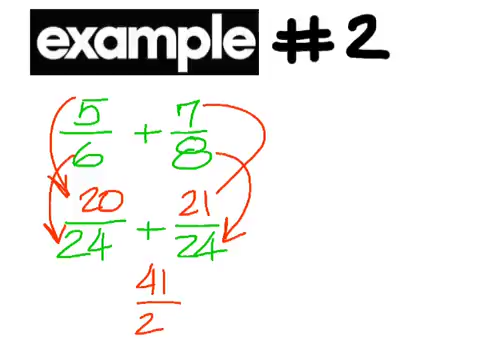 example #2
5/6 + 7/8
20/24 + 21/24
41/2